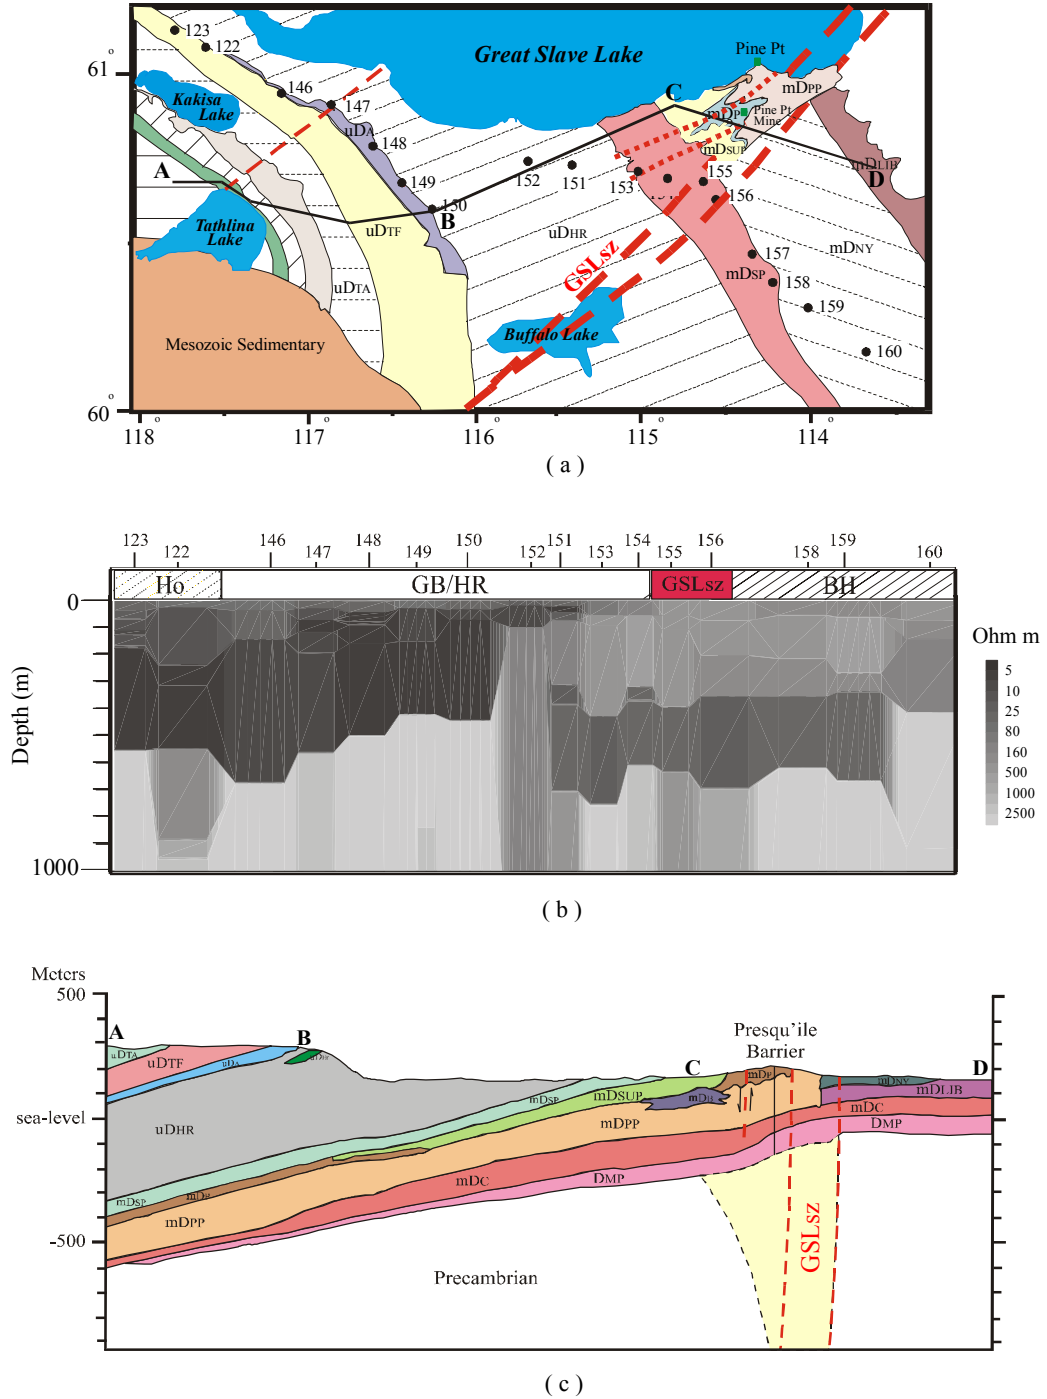 123
122
Great Slave Lake
Pine Pt
61 °
146
147
Kakisa
Lake
mDPP
C
mDP
Pine Pt
Mine
uDA
148
mDSUP
A
149
152
151
153
155
mDLIB
D
150
B
156
Tathlina
Lake
uDTF
uDHR
GSLsz
mDNY
157
mDSP
158
uDTA
159
Buffalo Lake
Mesozoic Sedimentary
160
60 °
118 °
117 °
116 °
115 °
114 °
( a )
123
122
146
147
148
149
150
152
151
153
154
155
156
158
159
160
Ho
GB/HR
GSLsz
BH
0
Depth (m)
1000
Ohm m
5
10
25
80
160
500
1000
2500
( b )
Meters
500
A
B
Presqu'ile
Barrier
C
D
uDTA
uDTF
uDA
mDP
mDNY
mDSP
mDSUP
mDB
mDLIB
sea-level
uDHR
mDPP
mDC
DMP
mDSP
mDPP
mDC
DMP
-500
GSLsz
Precambrian
( c )